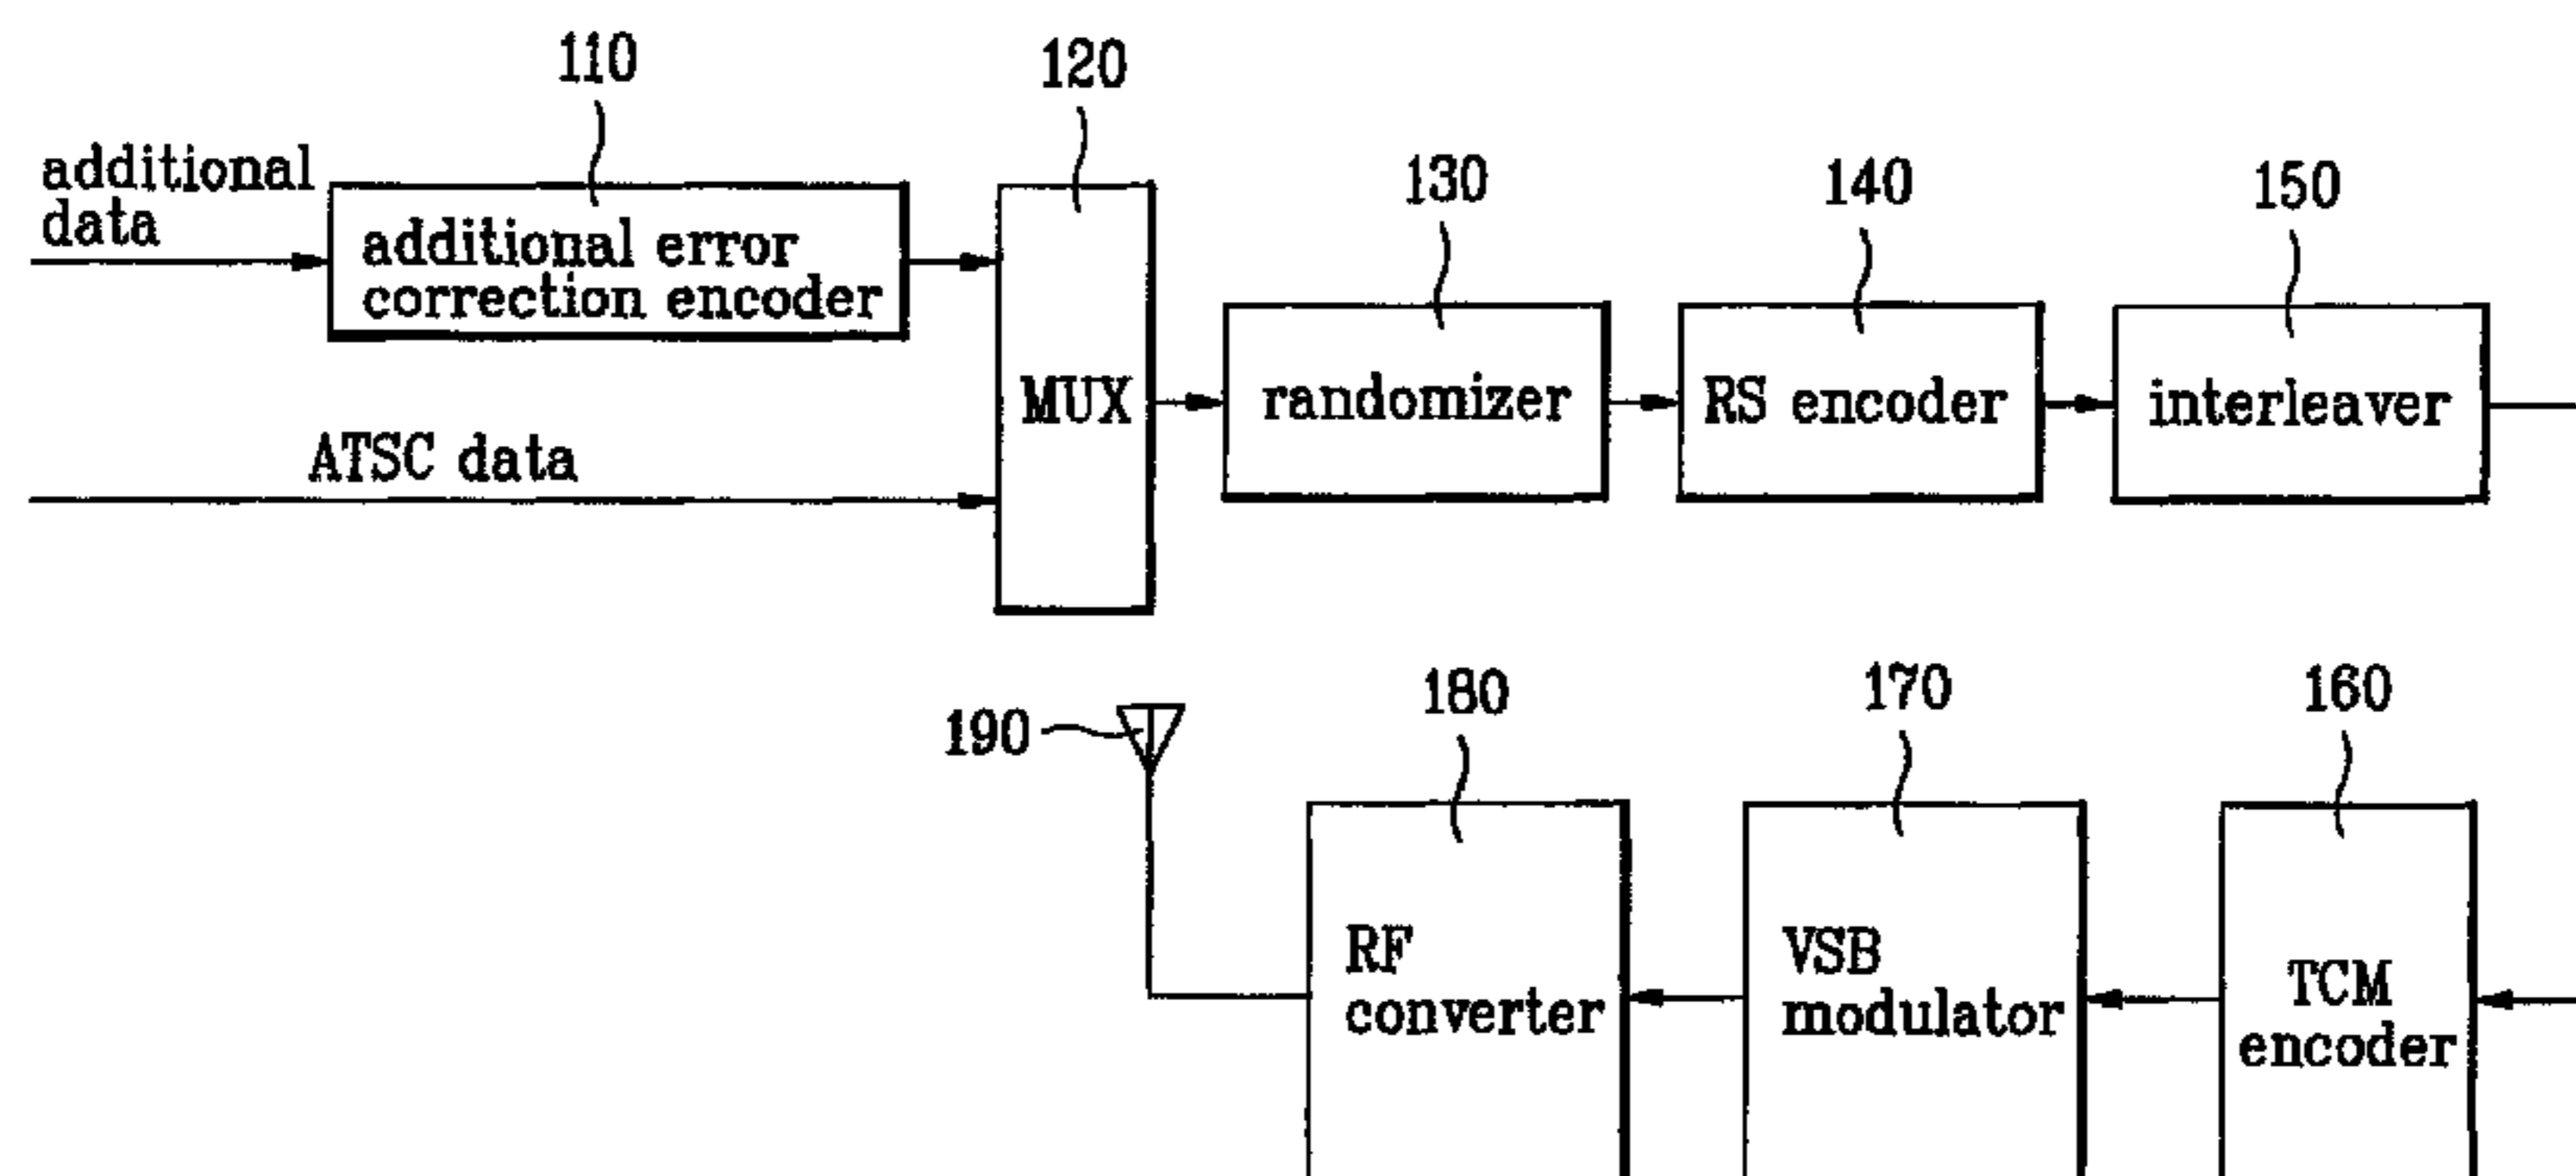 110
120
additional
data
additional error
correction encoder
130
140
150
MUX
randomizer
RS encoder
interleaver
ATSC data
190
180
170
160
RF
converter
VSB
modulator
TCM
encoder